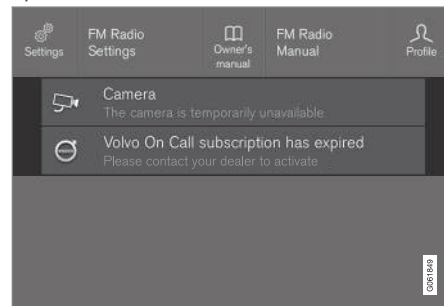 Settings
FM Radio
Settings
Owner's
manual
FM Radio
Manual
Profile
Camera
The camera is temporarily unavailable
Volvo On Call subscription has expired
Please contact your dealer to activate
G061849